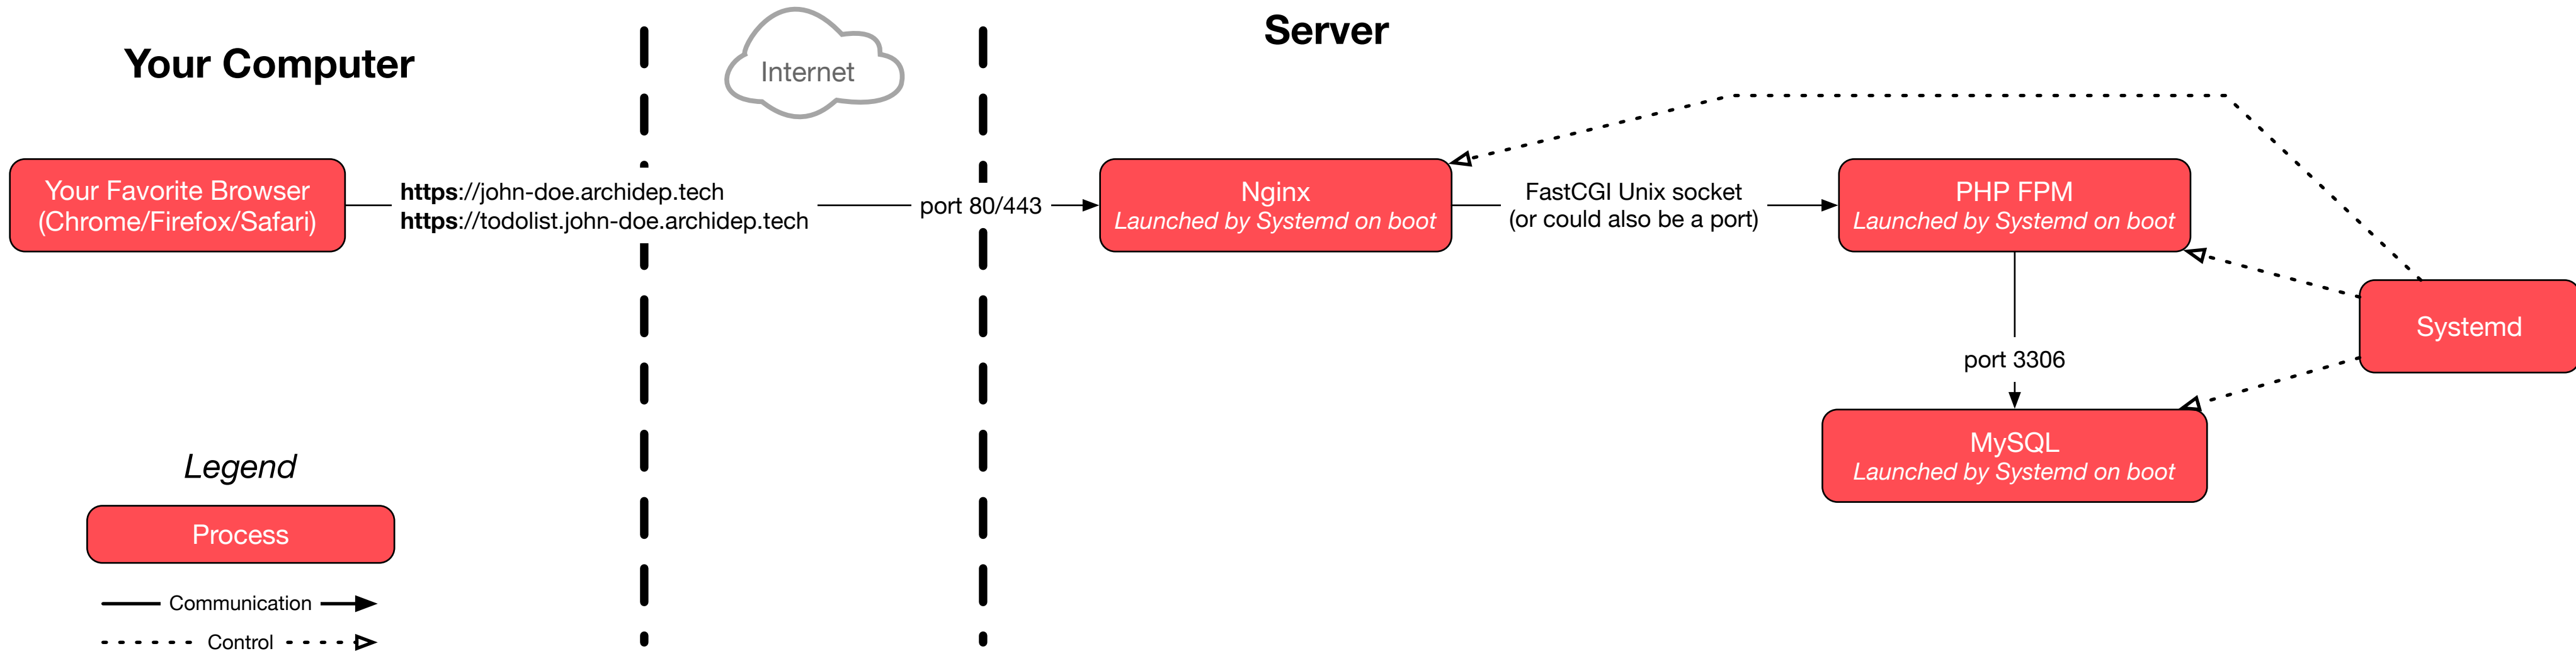 Your Computer
Internet
Server
Your Favorite Browser
(Chrome/Firefox/Safari)
https://john-doe.archidep.tech
https://todolist.john-doe.archidep.tech
port 80/443
Nginx
Launched by Systemd on boot
FastCGI Unix socket
(or could also be a port)
PHP FPM
Launched by Systemd on boot
Systemd
port 3306
MySQL
Launched by Systemd on boot
Legend
Process
Communication
Control